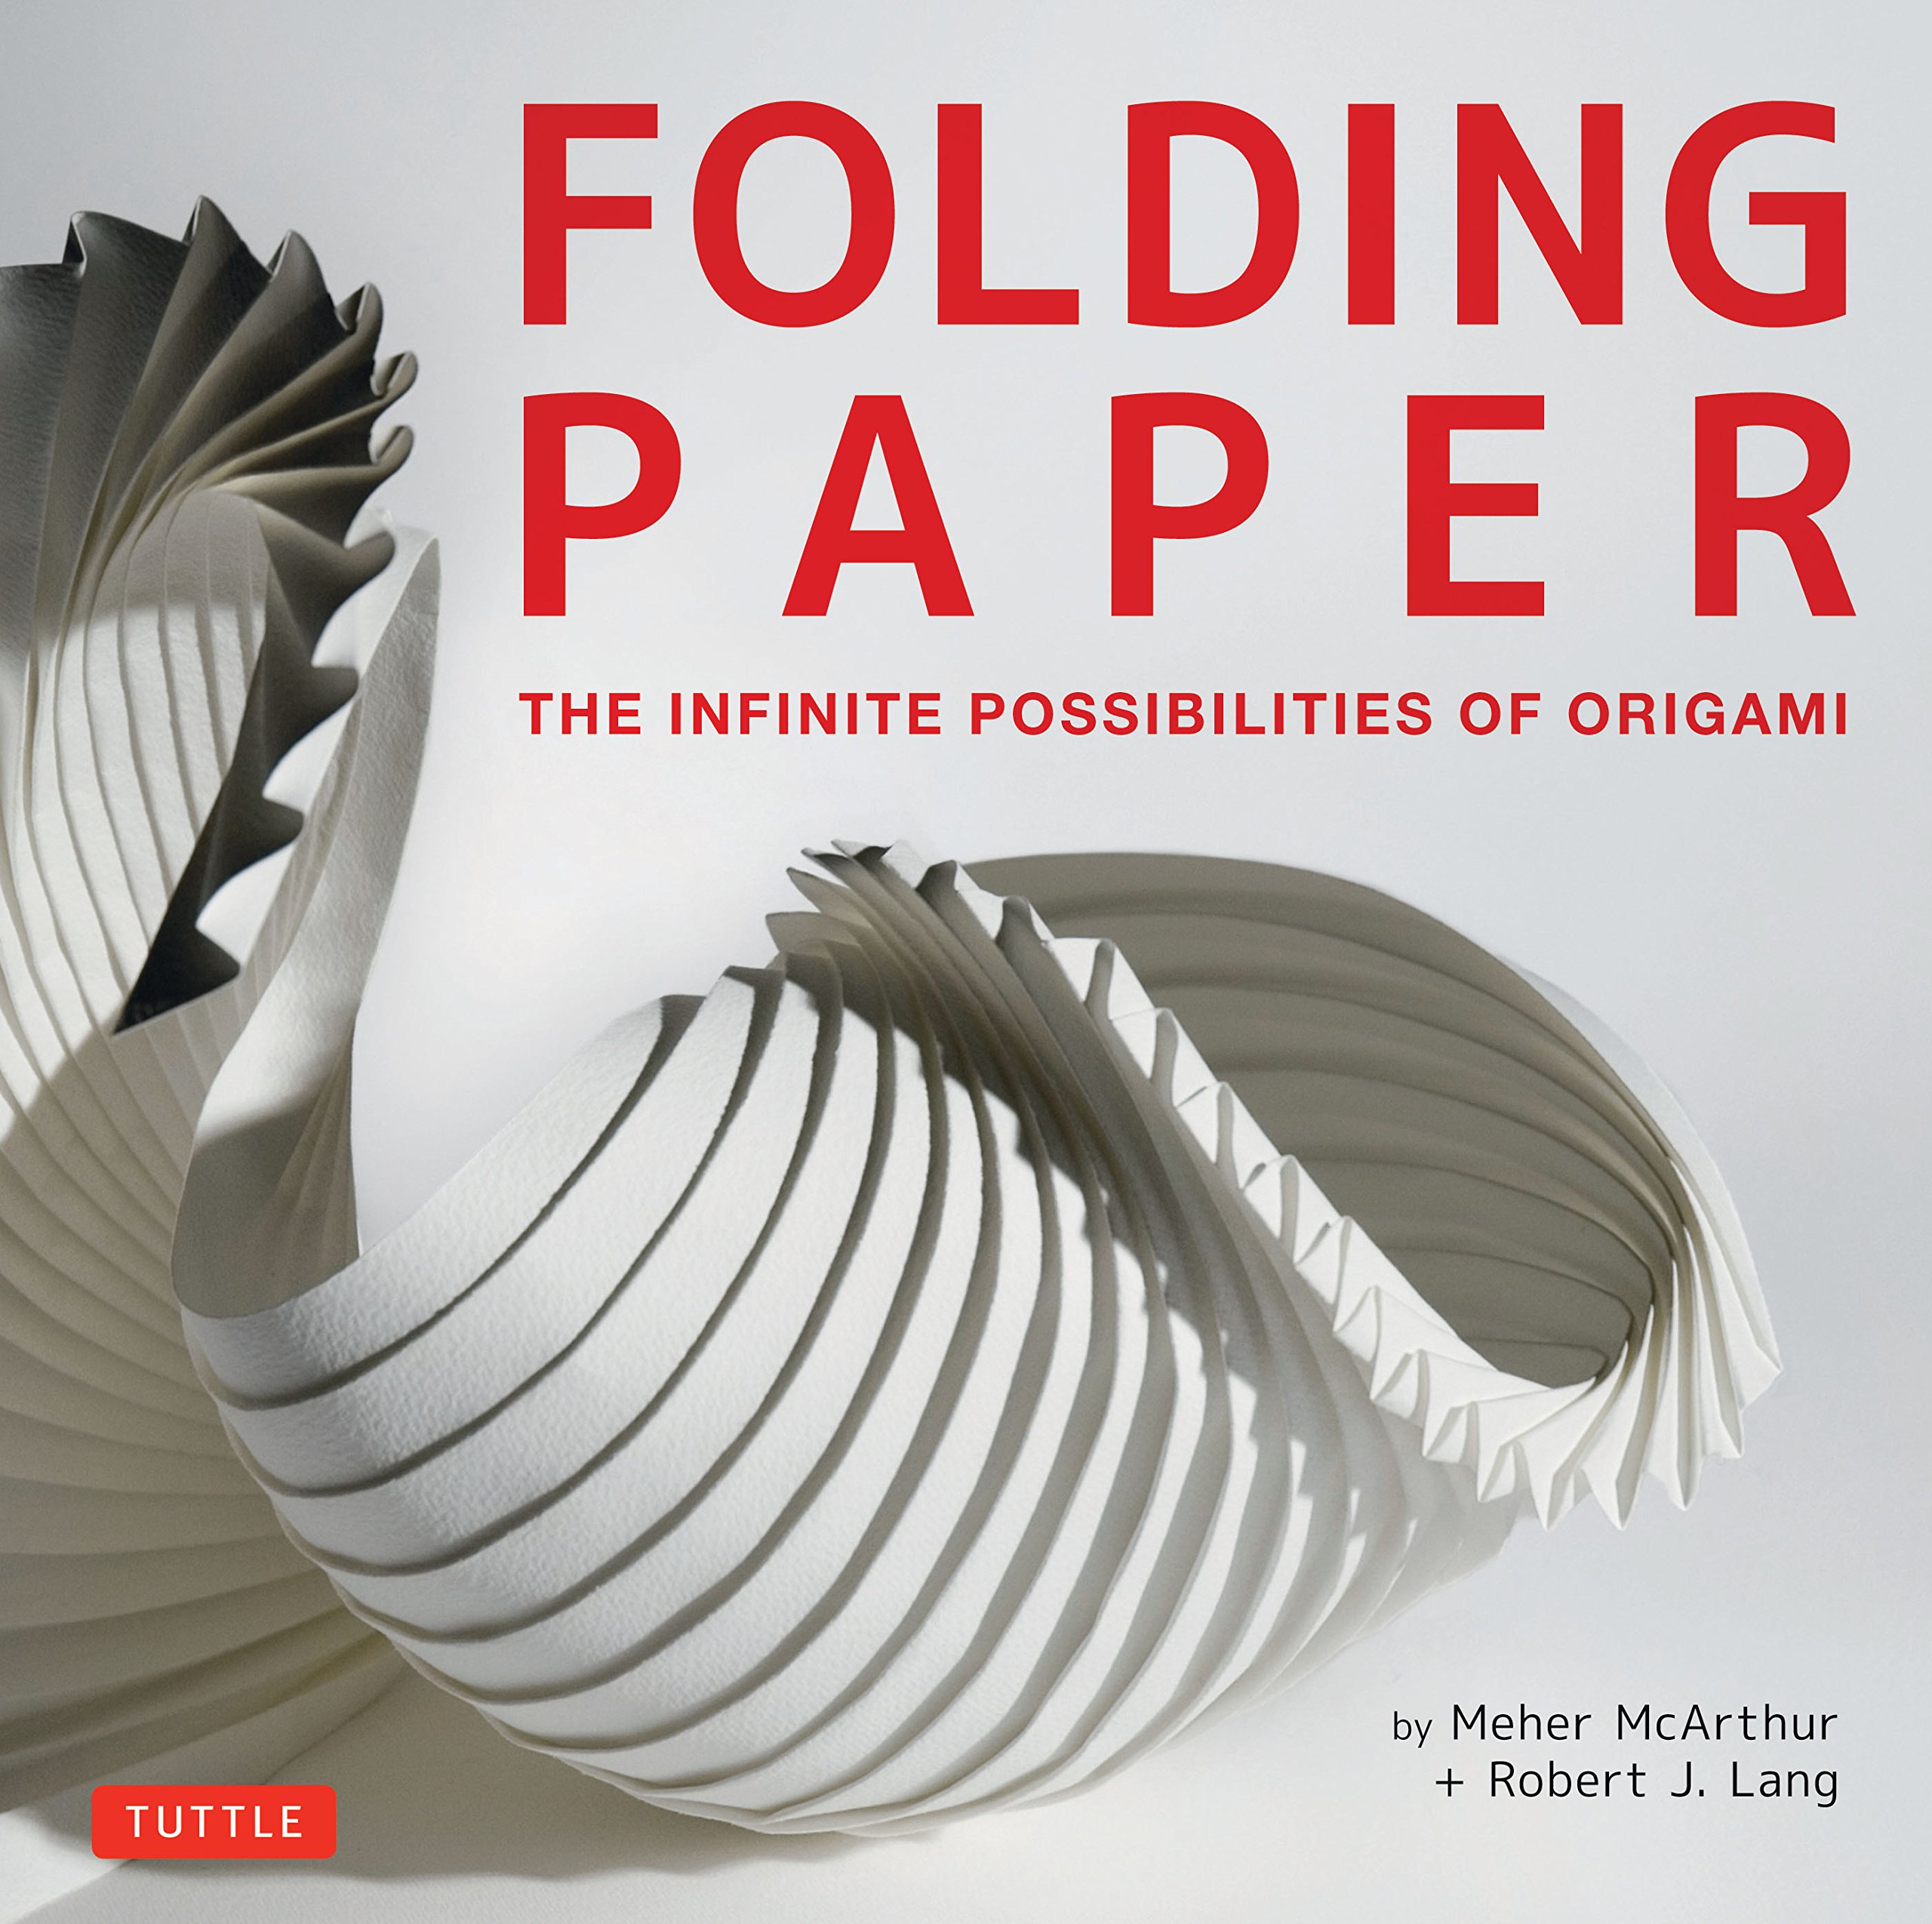 FOLDING
PAPER
THE INFINITE POSSIBILITIES OF ORIGAMI
by Meher McArthur
+ Robert J. Lang
TUTTLE